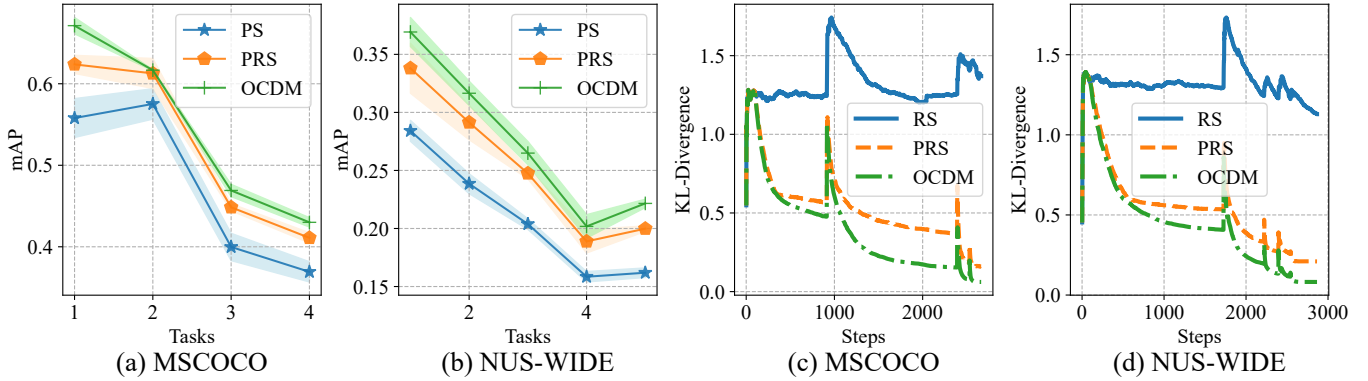 mAP
0.6
0.5
0.4
PS
PRS
OCDM
1 2 3 4
Tasks
(a) MSCOCO
mAP
0.35
0.30
0.25
0.20
0.15
PS
PRS
OCDM
2 4
Tasks
(b) NUS-WIDE
KL-Divergence
1.5
1.0
0.5
0.0
RS
PRS
OCDM
0 1000 2000
Steps
(c) MSCOCO
KL-Divergence
1.5
1.0
0.5
0.0
RS
PRS
OCDM
0 1000 2000 3000
Steps
(d) NUS-WIDE